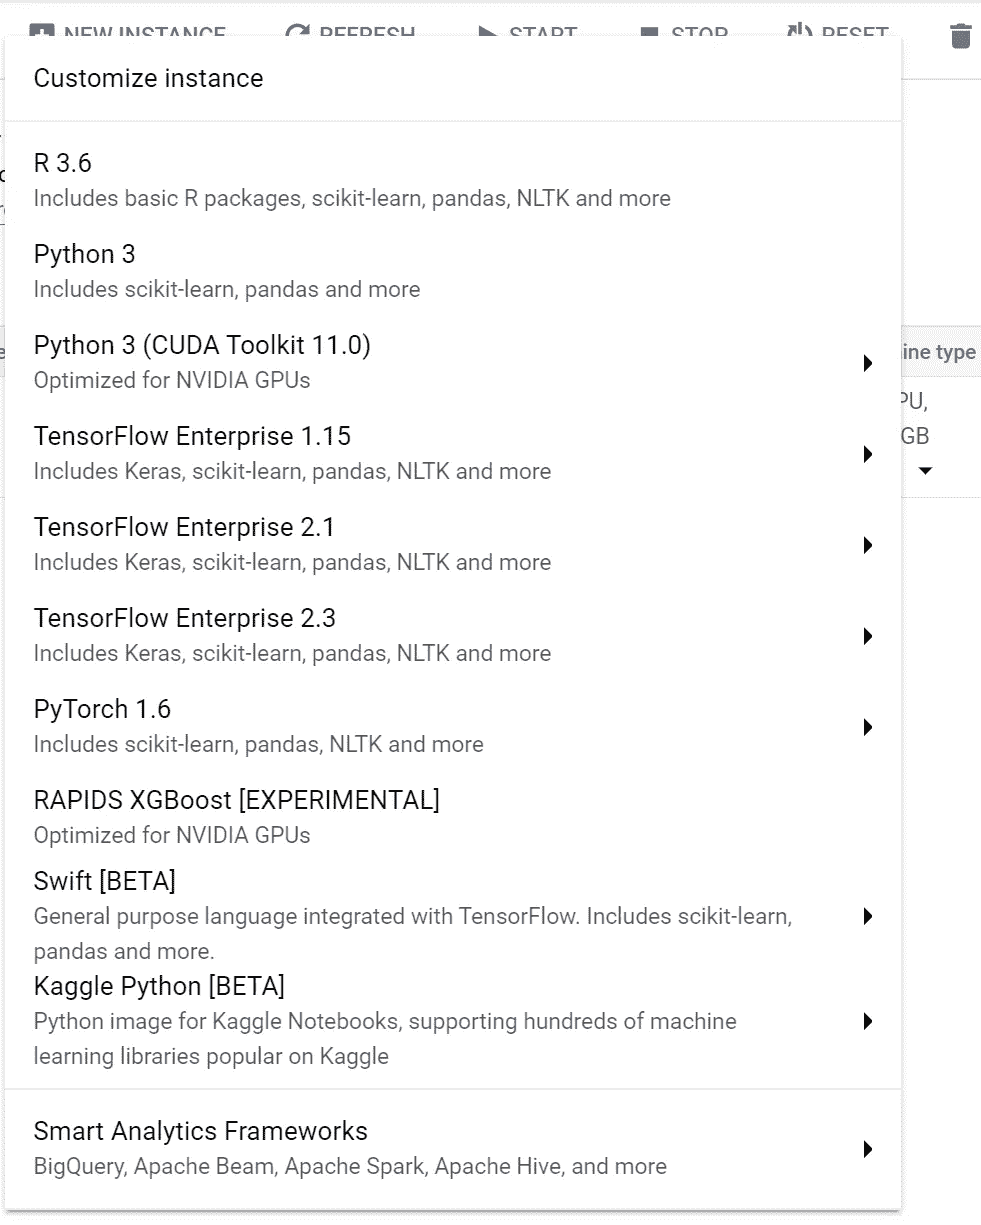 NEW INSTANCE REFRESH START STOP RESET
Customize instance
R 3.6
Includes basic R packages, scikit-learn, pandas, NLTK and more
Python 3
Includes scikit-learn, pandas and more
Python 3 (CUDA Toolkit 11.0)
Optimized for NVIDIA GPUs
ine type
TensorFlow Enterprise 1.15
Includes Keras, scikit-learn, pandas, NLTK and more
PU,
GB
TensorFlow Enterprise 2.1
Includes Keras, scikit-learn, pandas, NLTK and more
TensorFlow Enterprise 2.3
Includes Keras, scikit-learn, pandas, NLTK and more
PyTorch 1.6
Includes scikit-learn, pandas, NLTK and more
RAPIDS XGBoost [EXPERIMENTAL]
Optimized for NVIDIA GPUs
Swift [BETA]
General purpose language integrated with TensorFlow. Includes scikit-learn,
pandas and more.
Kaggle Python [BETA]
Python image for Kaggle Notebooks, supporting hundreds of machine
learning libraries popular on Kaggle
Smart Analytics Frameworks
BigQuery, Apache Beam, Apache Spark, Apache Hive, and more